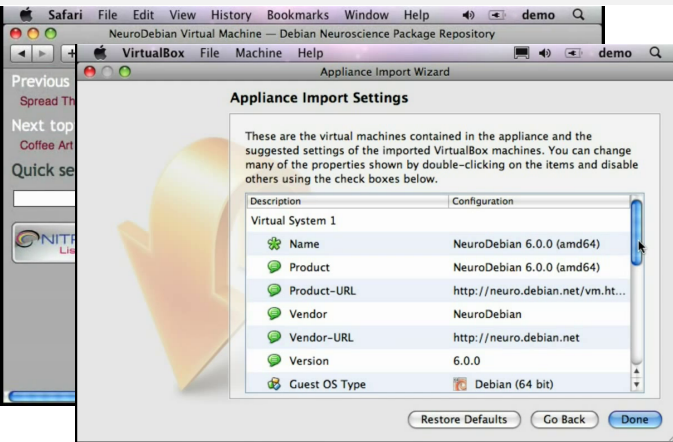 Safari File Edit View History Bookmarks Window Help demo
NeuroDebian Virtual Machine — Debian Neuroscience Package Repository
VirtualBox File Machine Help demo
Appliance Import Wizard
Previous
Spread Th
Next top
Coffee Art
Quick se
NITR
Lis
Appliance Import Settings
These are the virtual machines contained in the appliance and the
suggested settings of the imported VirtualBox machines. You can change
many of the properties shown by double-clicking on the items and disable
others using the check boxes below.
Description Configuration
Virtual System 1
Name NeuroDebian 6.0.0 (amd64)
Product NeuroDebian 6.0.0 (amd64)
Product-URL http://neuro.debian.net/vm.ht...
Vendor NeuroDebian
Vendor-URL http://neuro.debian.net
Version 6.0.0
Guest OS Type Debian (64 bit)
Restore Defaults Go Back Done